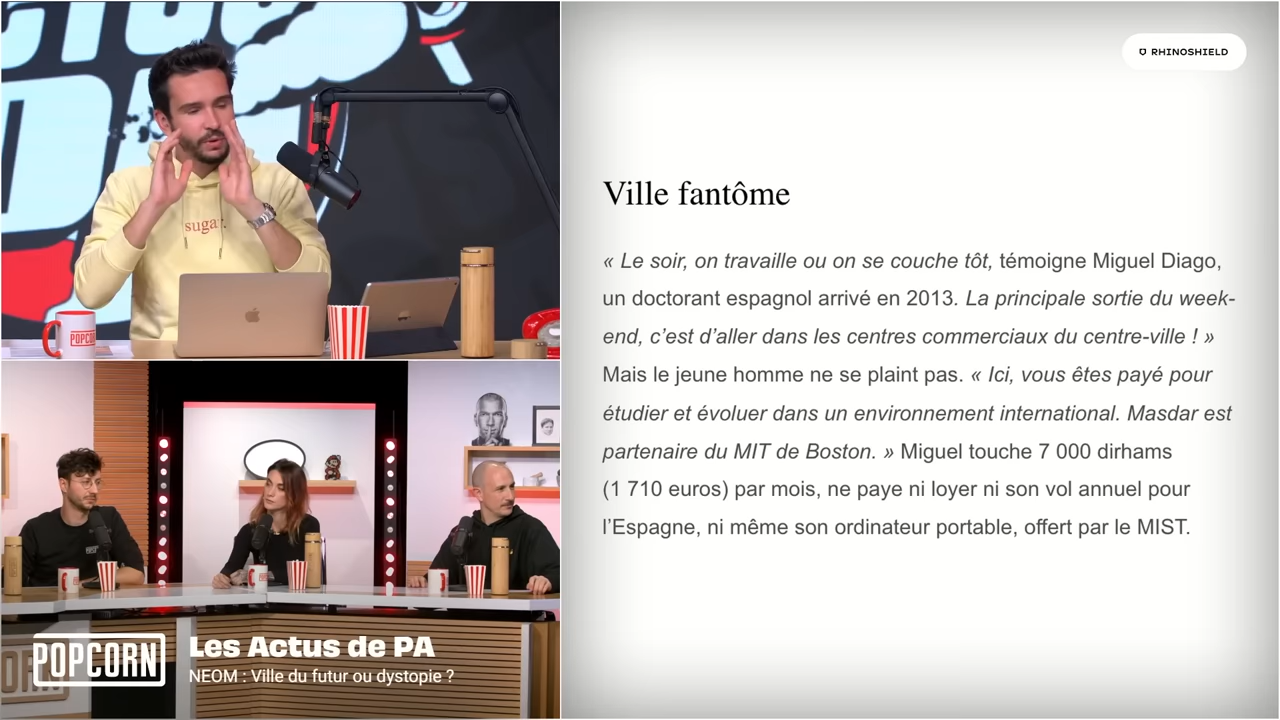 RHINOSHIELD
Ville fantôme
« Le soir, on travaille ou on se couche tôt, témoigne Miguel Diago,
un doctorant espagnol arrivé en 2013. La principale sortie du week-
end, c’est d’aller dans les centres commerciaux du centre-ville ! »
Mais le jeune homme ne se plaint pas. « Ici, vous êtes payé pour
étudier et évoluer dans un environnement international. Masdar est
partenaire du MIT de Boston. » Miguel touche 7 000 dirhams
(1 710 euros) par mois, ne paye ni loyer ni son vol annuel pour
l’Espagne, ni même son ordinateur portable, offert par le MIST.
sugar.
POPCORN
POPCORN
Les Actus de PA
NEOM : Ville du futur ou dystopie ?